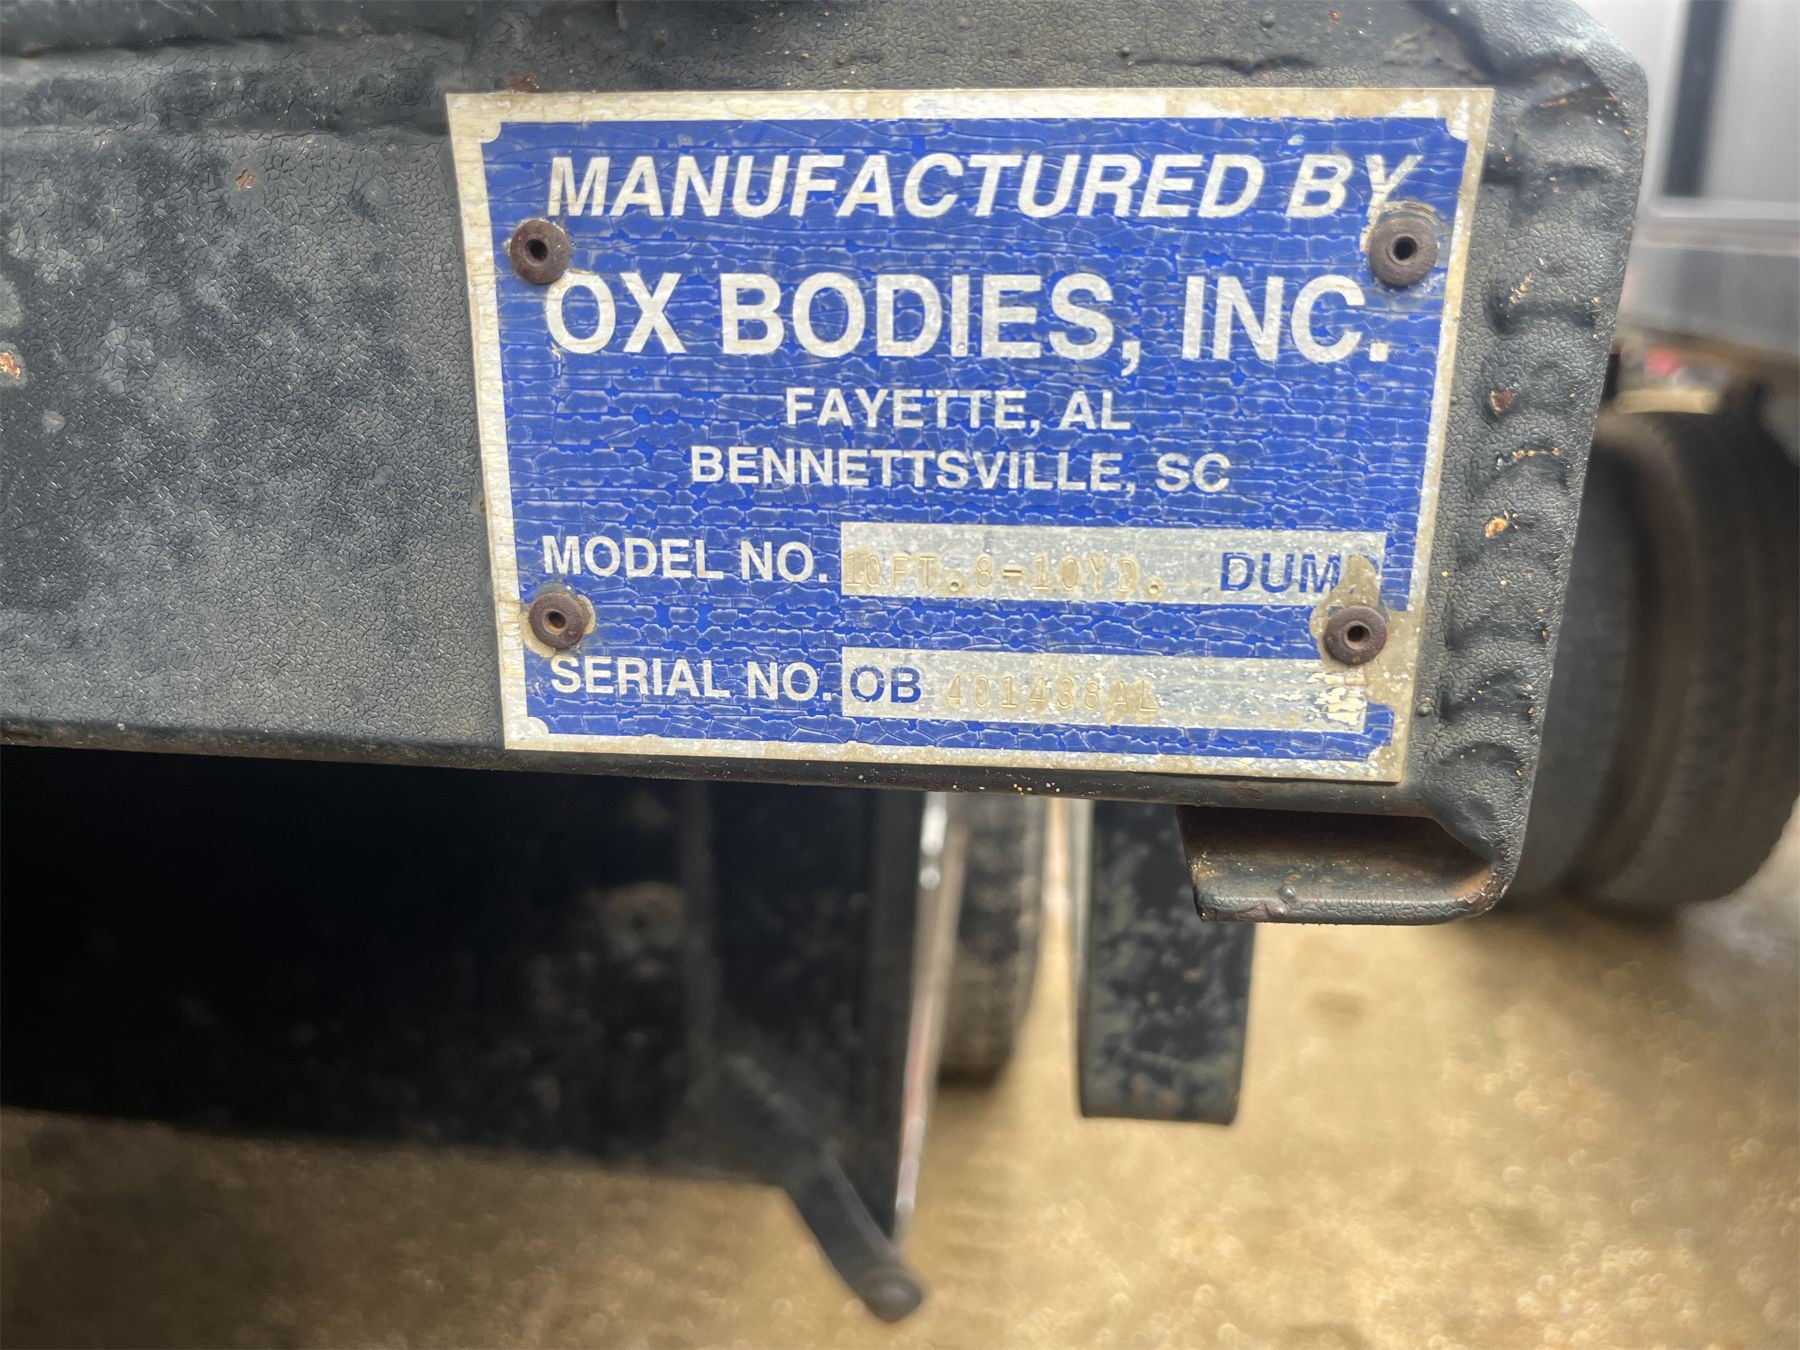 MANUFACTURED BY
OX BODIES, INC.
FAYETTE, AL
BENNETTSVILLE, SC
MODEL NO. 10FT.8-10YD. DUMP
SERIAL NO. OB 401438AL